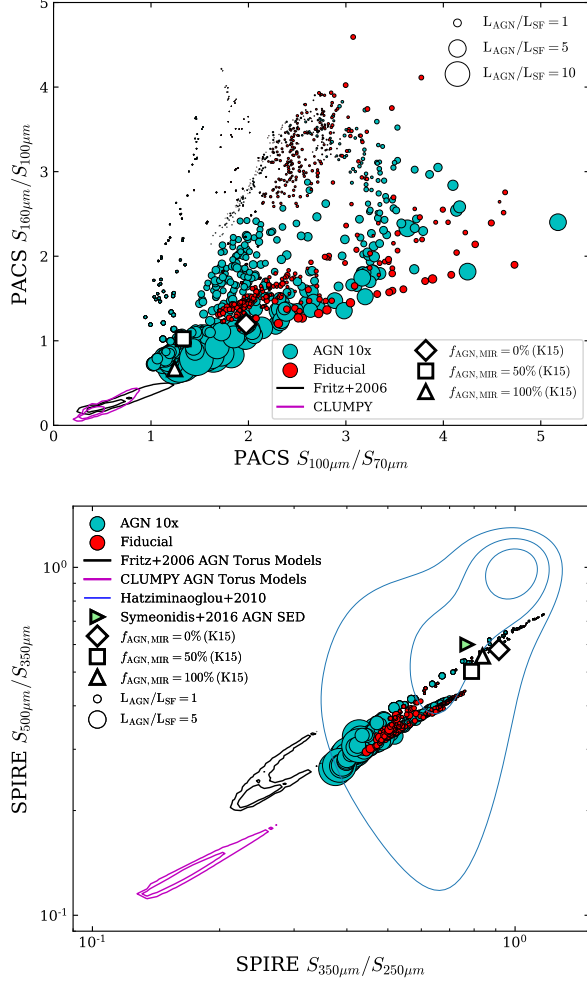 5
4
3
2
1
0
0
1
2
3
4
5
PACS S160μm/S100μm
PACS S100μm/S70μm
LAGN/LSF = 1
LAGN/LSF = 5
LAGN/LSF = 10
AGN 10x
Fiducial
Fritz+2006
CLUMPY
fAGN,MIR = 0% (K15)
fAGN,MIR = 50% (K15)
fAGN,MIR = 100% (K15)
AGN 10x
Fiducial
Fritz+2006 AGN Torus Models
CLUMPY AGN Torus Models
Hatziminaoglou+2010
Symeonidis+2016 AGN SED
fAGN,MIR = 0% (K15)
fAGN,MIR = 50% (K15)
fAGN,MIR = 100% (K15)
LAGN/LSF = 1
LAGN/LSF = 5
10^0
10^-1
SPIRE S500μm/S350μm
10^-1
10^0
SPIRE S350μm/S250μm